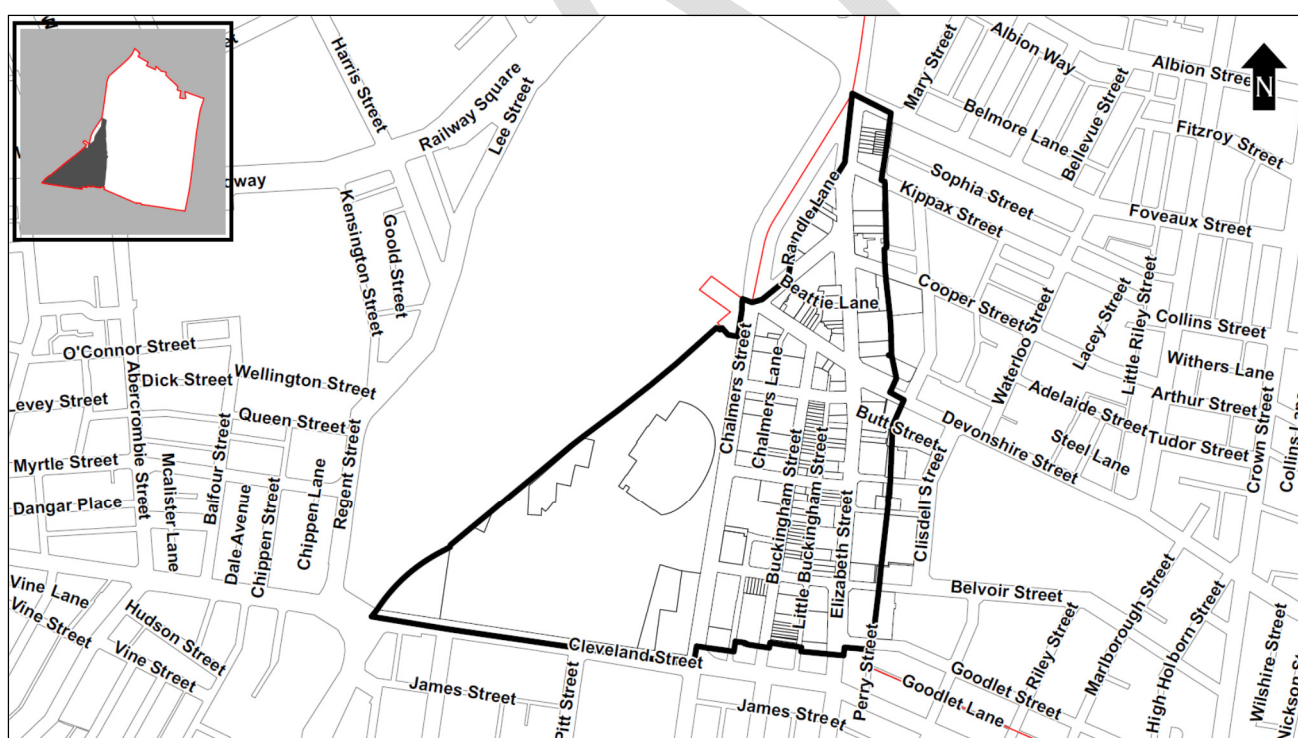 Harris Street
Railway Square
Lee Street
Mary Street
Albion Way
Albion Stree
Belmore Lane
Bellevue Street
Fitzroy Street
N
dway
Kensington Street
Goold Street
Randle Lane
Sophia Street
Kippax Street
Foveaux Street
Beattie Lane
Cooper Street
Waterloo Street
Lacey Street
Little Riley Street
Collins Street
Withers Lane
Arthur Street
Crown Street
Collins Lan
O'Connor Street
Abercrombie Street
Dick Street
Wellington Street
Levey Street
Queen Street
Chalmers Street
Chalmers Lane
Adelaide Street
Tudor Street
Steel Lane
Butt Street
Devonshire Street
Myrtle Street
Mcalister Lane
Balfour Street
Regent Street
Dangar Place
Dale Avenue
Chippen Street
Chippen Lane
Buckingham Street
Little Buckingham Street
Elizabeth Street
Clisdell Street
Vine Lane
Vine Street
Hudson Street
Vine Street
Belvoir Street
Cleveland Street
Perry Street
Riley Street
Marlborough Street
High Holborn Street
Wilshire Street
Nickson St
Goodlet Street
Goodlet Lane
James Street
Pitt Street
James Street